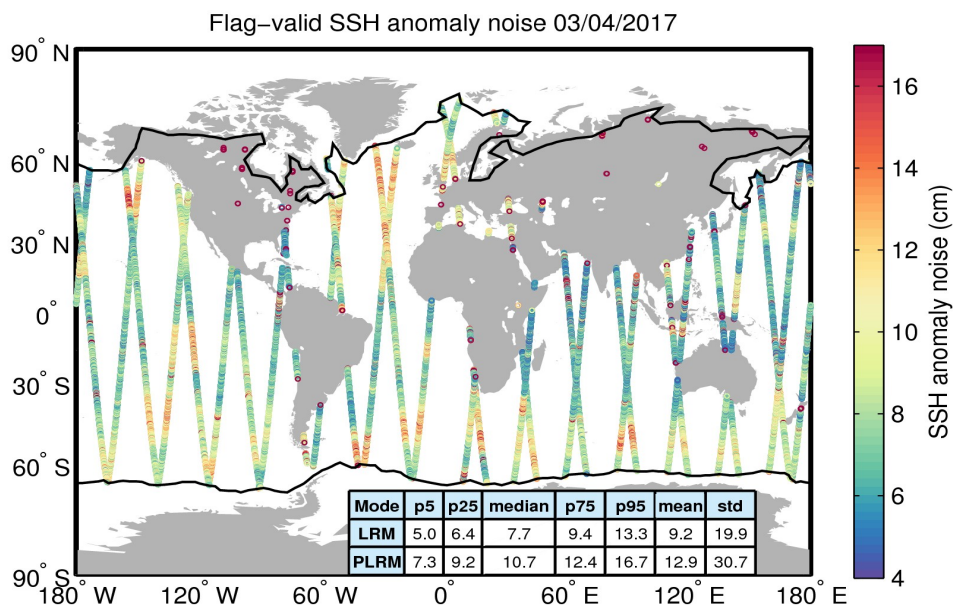 Flag−valid SSH anomaly noise 03/04/2017
90° N
60° N
30° N
0°
30° S
60° S
90° S
180° W 120° W 60° W 0° 60° E 120° E 180° E
Mode p5 p25 median p75 p95 mean std
LRM 5.0 6.4 7.7 9.4 13.3 9.2 19.9
PLRM 7.3 9.2 10.7 12.4 16.7 12.9 30.7
16
14
12
10
8
6
4
SSH anomaly noise (cm)